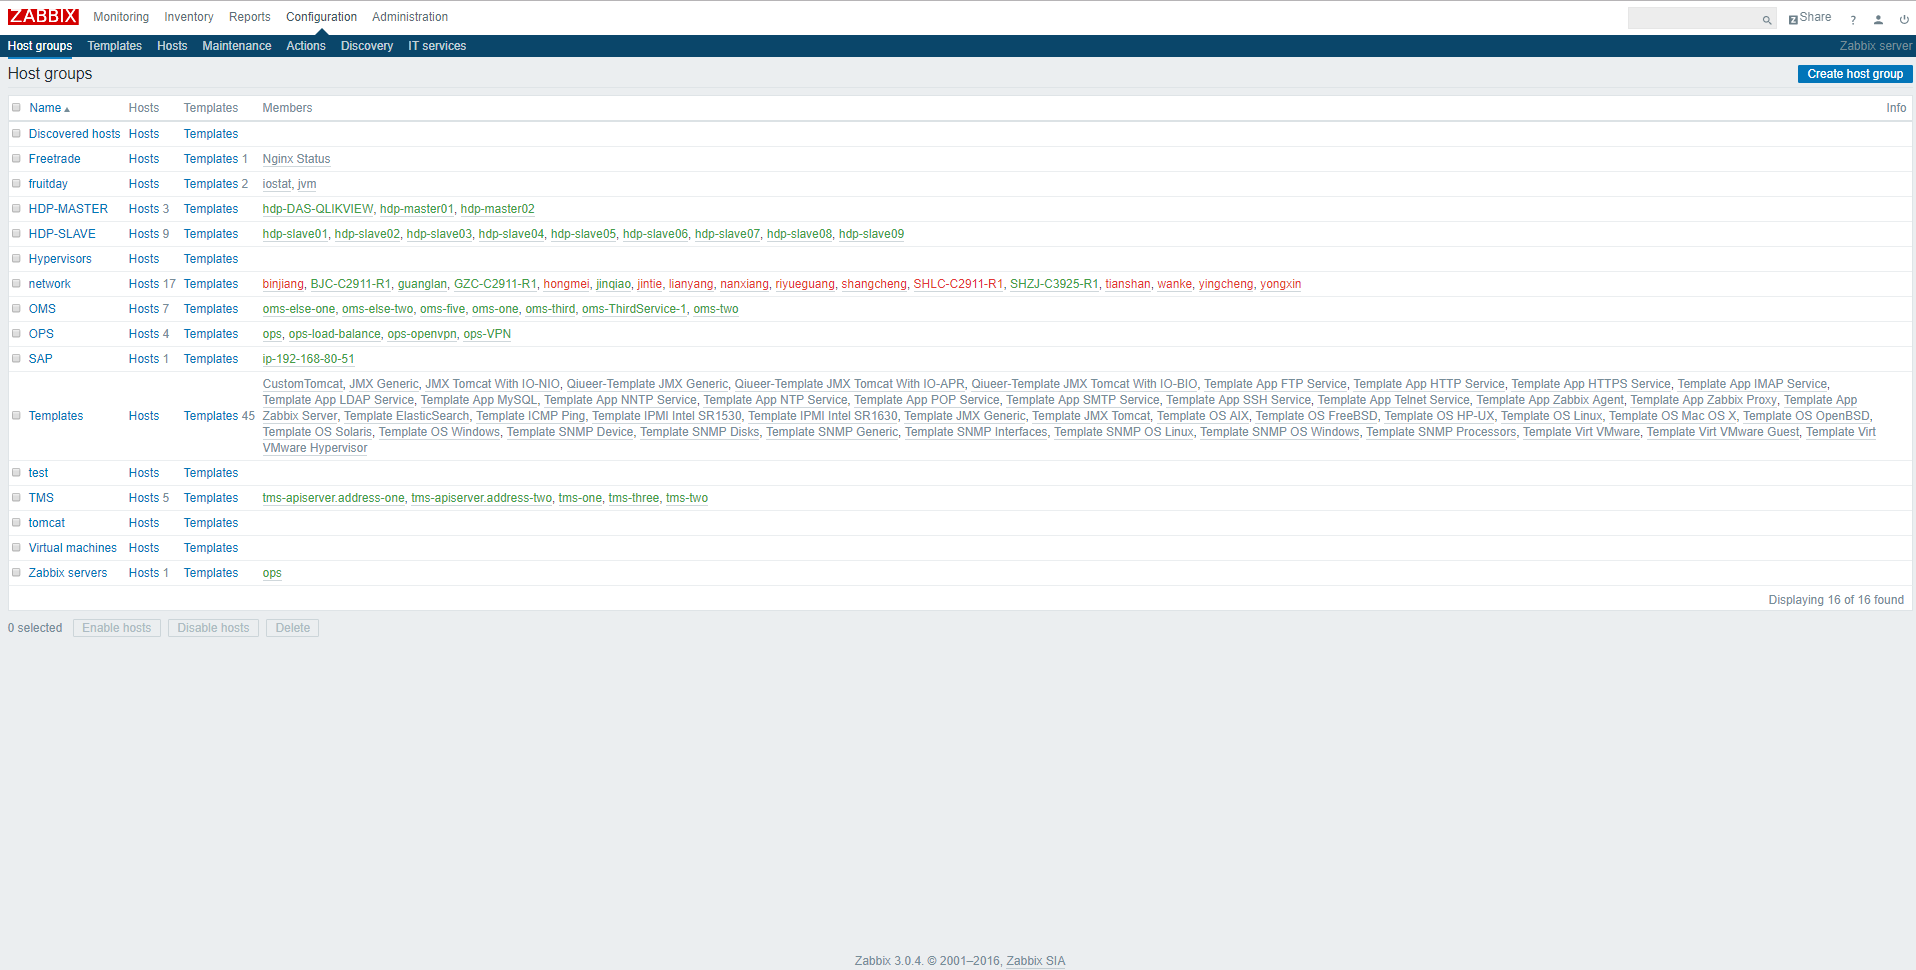 ZABBIX Monitoring Inventory Reports Configuration Administration Z Share ?
Host groups Templates Hosts Maintenance Actions Discovery IT services Zabbix server
Host groups Create host group
Name Hosts Templates Members Info
Discovered hosts Hosts Templates
Freetrade Hosts Templates 1 Nginx Status
fruitday Hosts Templates 2 iostat, jvm
HDP-MASTER Hosts 3 Templates hdp-DAS-QLIKVIEW, hdp-master01, hdp-master02
HDP-SLAVE Hosts 9 Templates hdp-slave01, hdp-slave02, hdp-slave03, hdp-slave04, hdp-slave05, hdp-slave06, hdp-slave07, hdp-slave08, hdp-slave09
Hypervisors Hosts Templates
network Hosts 17 Templates binjiang, BJC-C2911-R1, guanglan, GZC-C2911-R1, hongmei, jinqiao, jintie, lianyang, nanxiang, riyueguang, shangcheng, SHLC-C2911-R1, SHZJ-C3925-R1, tianshan, wanke, yingcheng, yongxin
OMS Hosts 7 Templates oms-else-one, oms-else-two, oms-five, oms-one, oms-third, oms-ThirdService-1, oms-two
OPS Hosts 4 Templates ops, ops-load-balance, ops-openvpn, ops-VPN
SAP Hosts 1 Templates ip-192-168-80-51
CustomTomcat, JMX Generic, JMX Tomcat With IO-NIO, Qiueer-Template JMX Generic, Qiueer-Template JMX Tomcat With IO-APR, Qiueer-Template JMX Tomcat With IO-BIO, Template App FTP Service, Template App HTTP Service, Template App HTTPS Service, Template App IMAP Service,
Template App LDAP Service, Template App MySQL, Template App NNTP Service, Template App NTP Service, Template App POP Service, Template App SMTP Service, Template App SSH Service, Template App Telnet Service, Template App Zabbix Agent, Template App Zabbix Proxy, Template App
Templates Hosts Templates 45 Zabbix Server, Template ElasticSearch, Template ICMP Ping, Template IPMI Intel SR1530, Template IPMI Intel SR1630, Template JMX Generic, Template JMX Tomcat, Template OS AIX, Template OS FreeBSD, Template OS HP-UX, Template OS Linux, Template OS Mac OS X, Template OS OpenBSD,
Template OS Solaris, Template OS Windows, Template SNMP Device, Template SNMP Disks, Template SNMP Generic, Template SNMP Interfaces, Template SNMP OS Linux, Template SNMP OS Windows, Template SNMP Processors, Template Virt VMware, Template Virt VMware Guest, Template Virt
VMware Hypervisor
test Hosts Templates
TMS Hosts 5 Templates tms-apiserver.address-one, tms-apiserver.address-two, tms-one, tms-three, tms-two
tomcat Hosts Templates
Virtual machines Hosts Templates
Zabbix servers Hosts 1 Templates ops
Displaying 16 of 16 found
0 selected Enable hosts Disable hosts Delete
Zabbix 3.0.4. © 2001–2016, Zabbix SIA